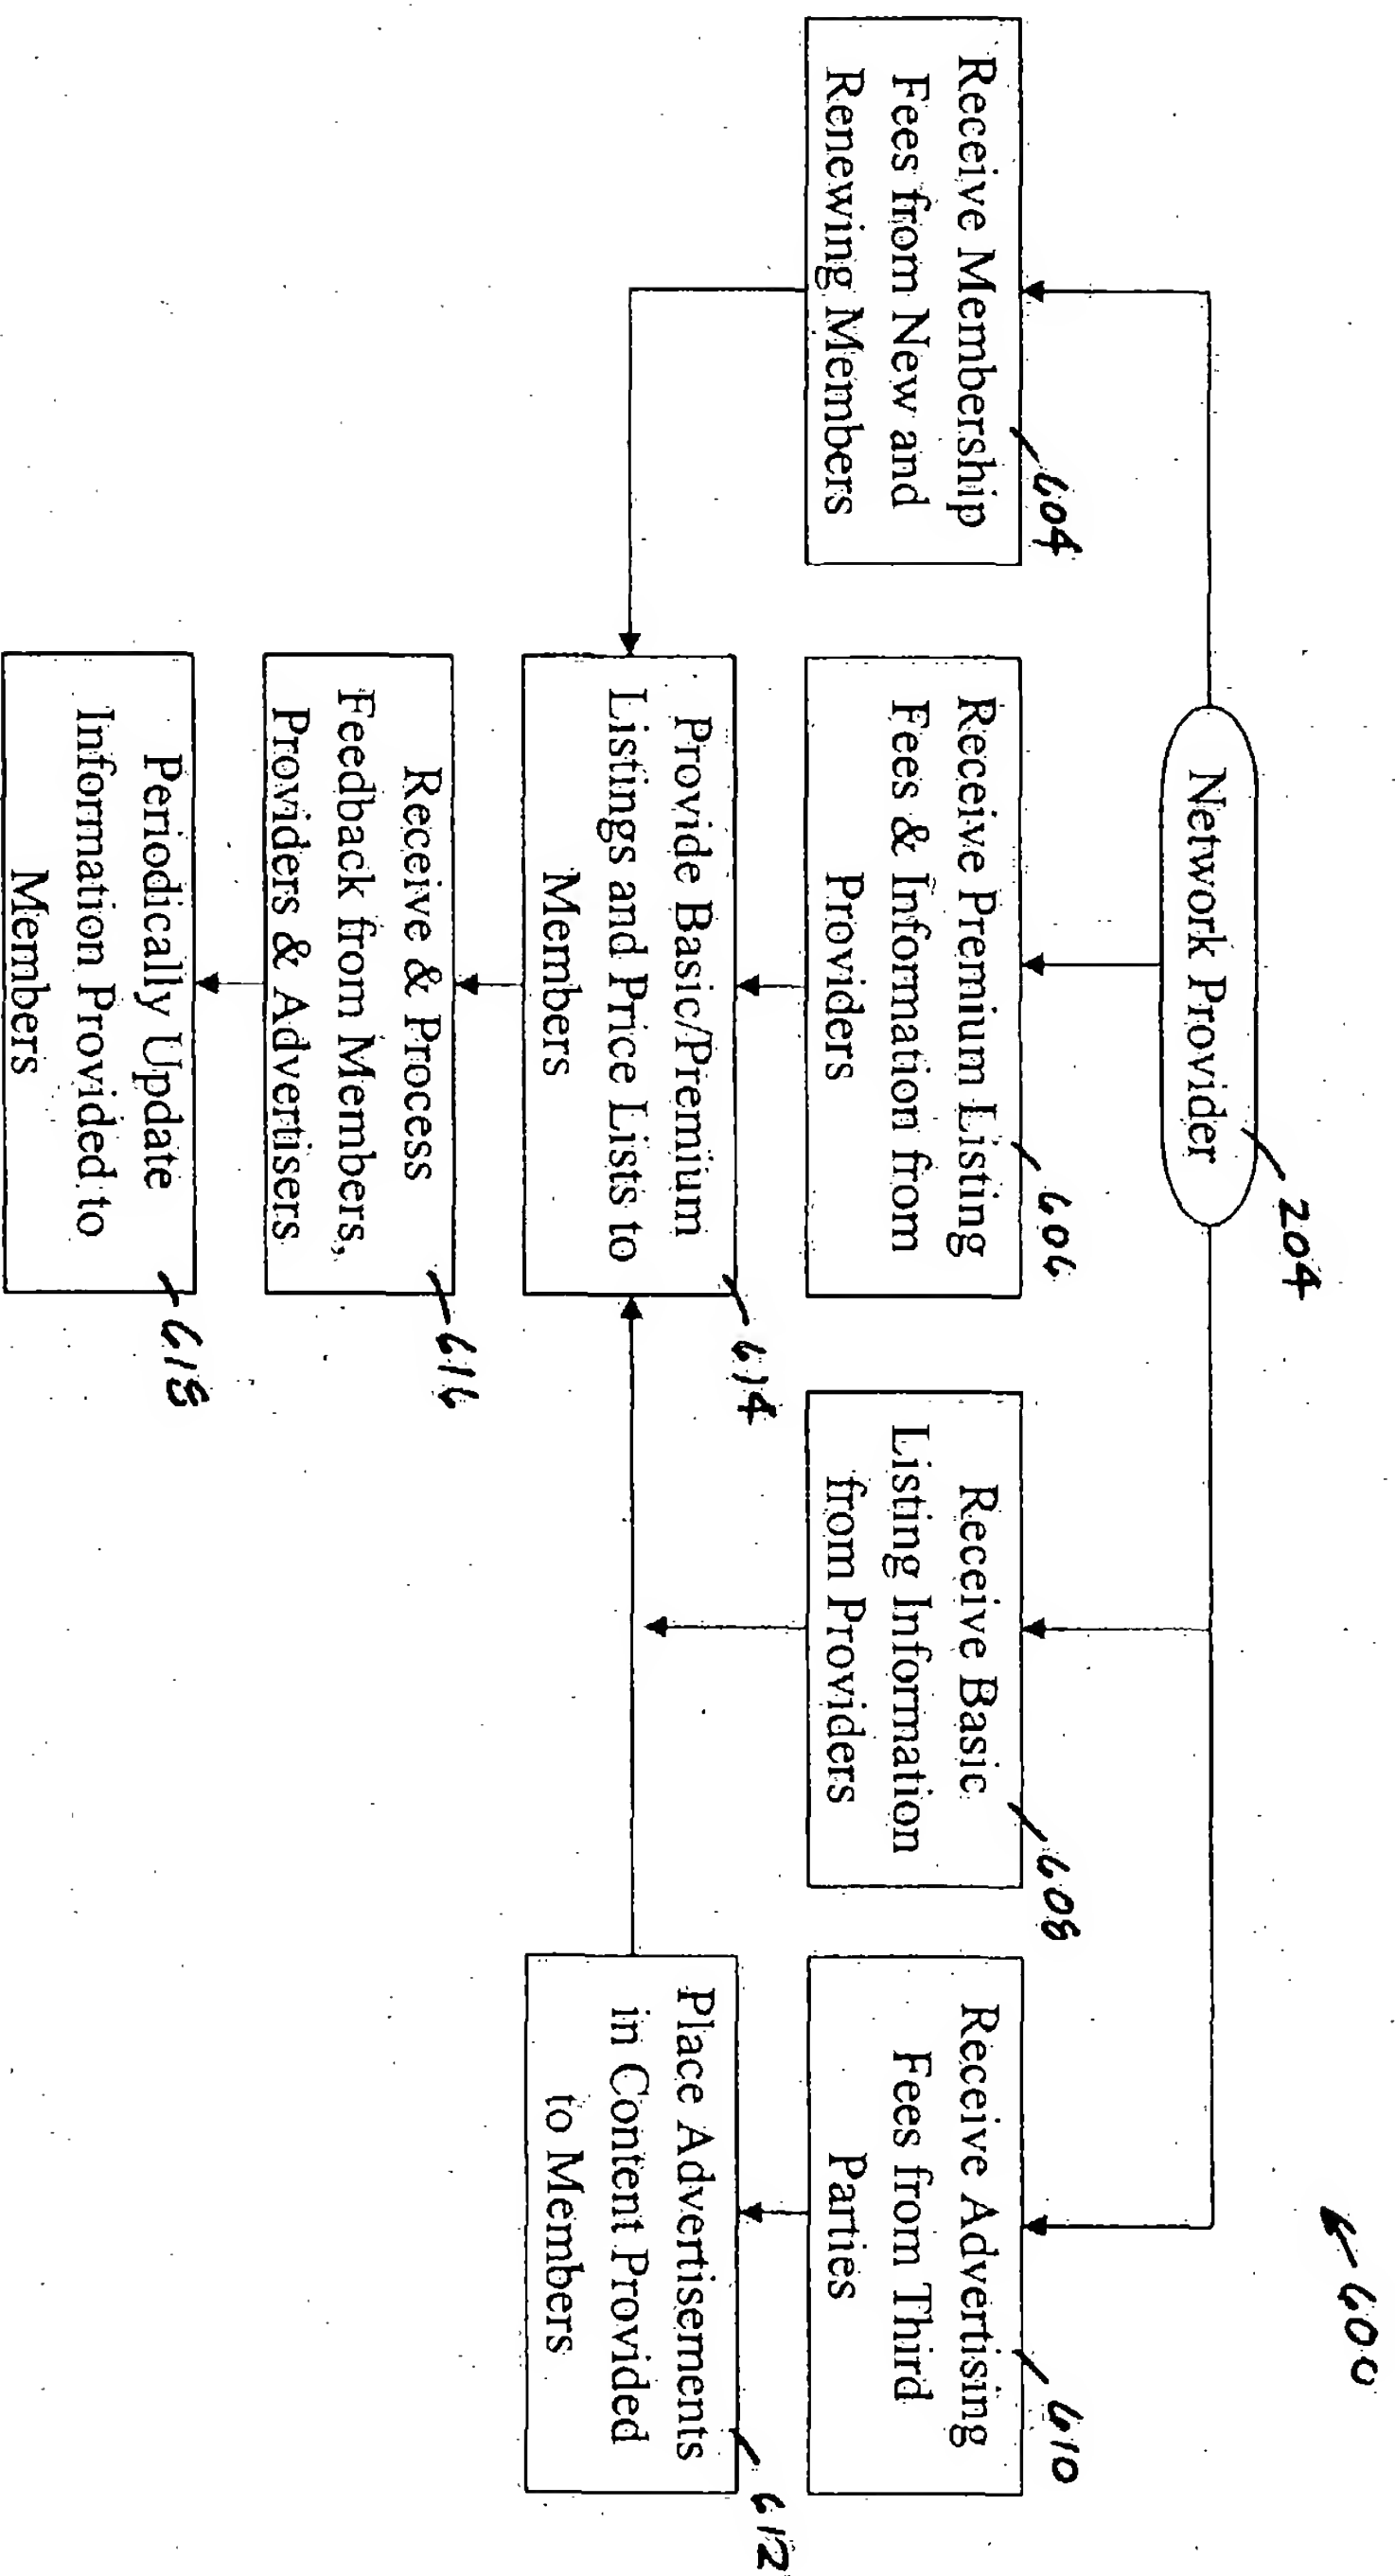 600
Network Provider
204
Receive Membership
Fees from New and
Renewing Members
604
Receive Premium Listing
Fees & Information from
Providers
606
Receive Basic
Listing Information
from Providers
608
Receive Advertising
Fees from Third
Parties
610
Provide Basic/Premium
Listings and Price Lists to
Members
614
Place Advertisements
in Content Provided
to Members
612
Receive & Process
Feedback from Members,
Providers & Advertisers
616
Periodically Update
Information Provided to
Members
618